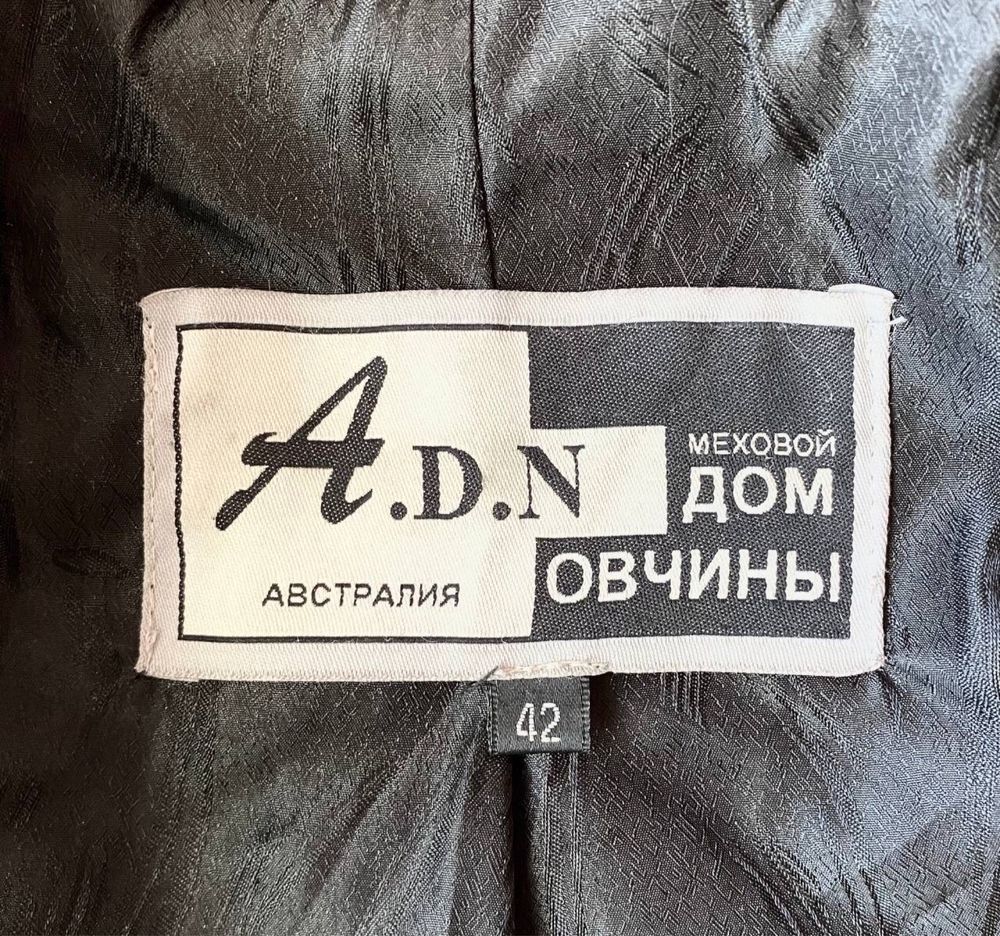 A.D.N
АВСТРАЛИЯ
МЕХОВОЙ
ДОМ
ОВЧИНЫ
42